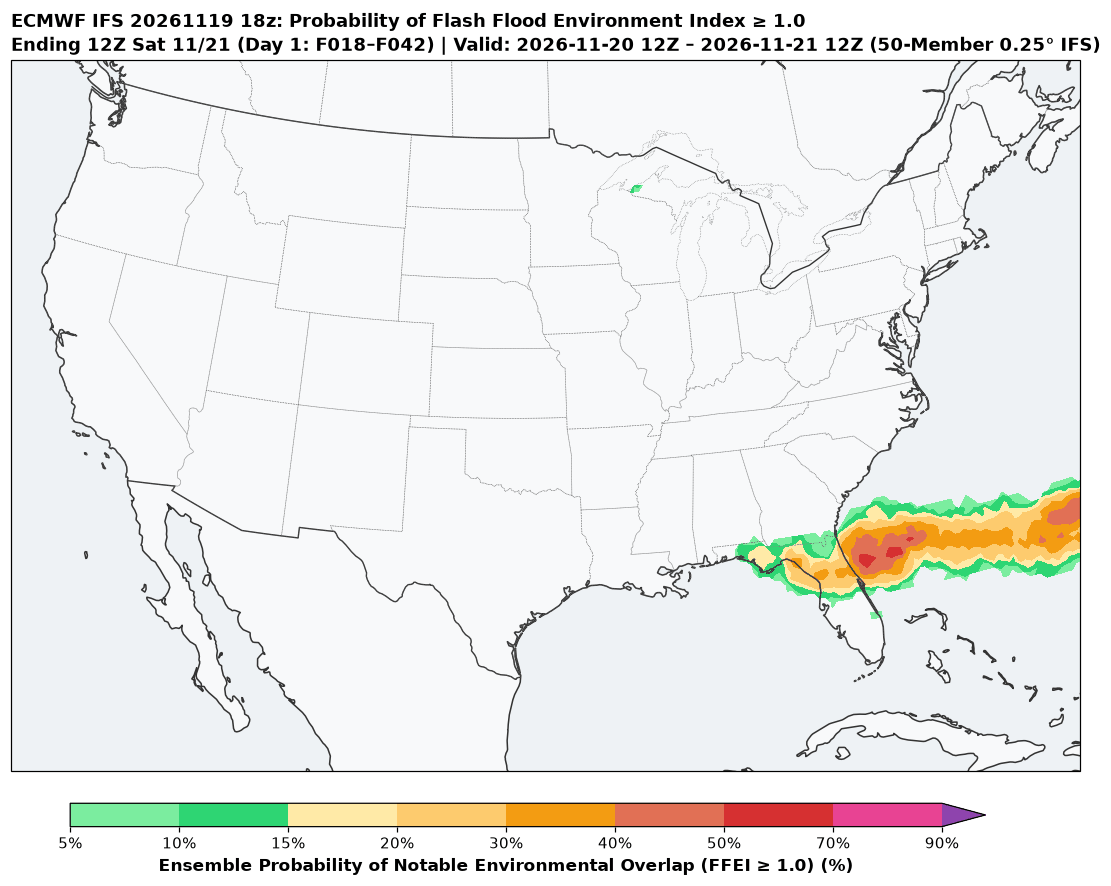 ECMWF IFS 20261119 18z: Probability of Flash Flood Environment Index ≥ 1.0
Ending 12Z Sat 11/21 (Day 1: F018–F042) | Valid: 2026-11-20 12Z – 2026-11-21 12Z (50-Member 0.25° IFS)
5% 10% 15% 20% 30% 40% 50% 70% 90%
Ensemble Probability of Notable Environmental Overlap (FFEI ≥ 1.0) (%)